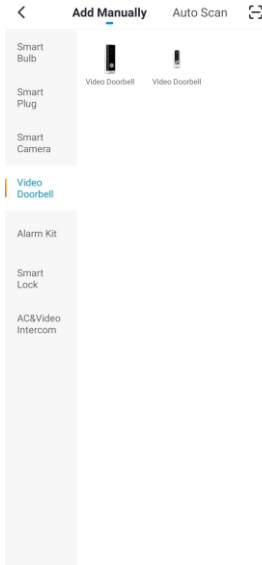 Add Manually Auto Scan
Smart
Bulb
Video Doorbell Video Doorbell
Smart
Plug
Smart
Camera
Video
Doorbell
Alarm Kit
Smart
Lock
AC&Video
Intercom